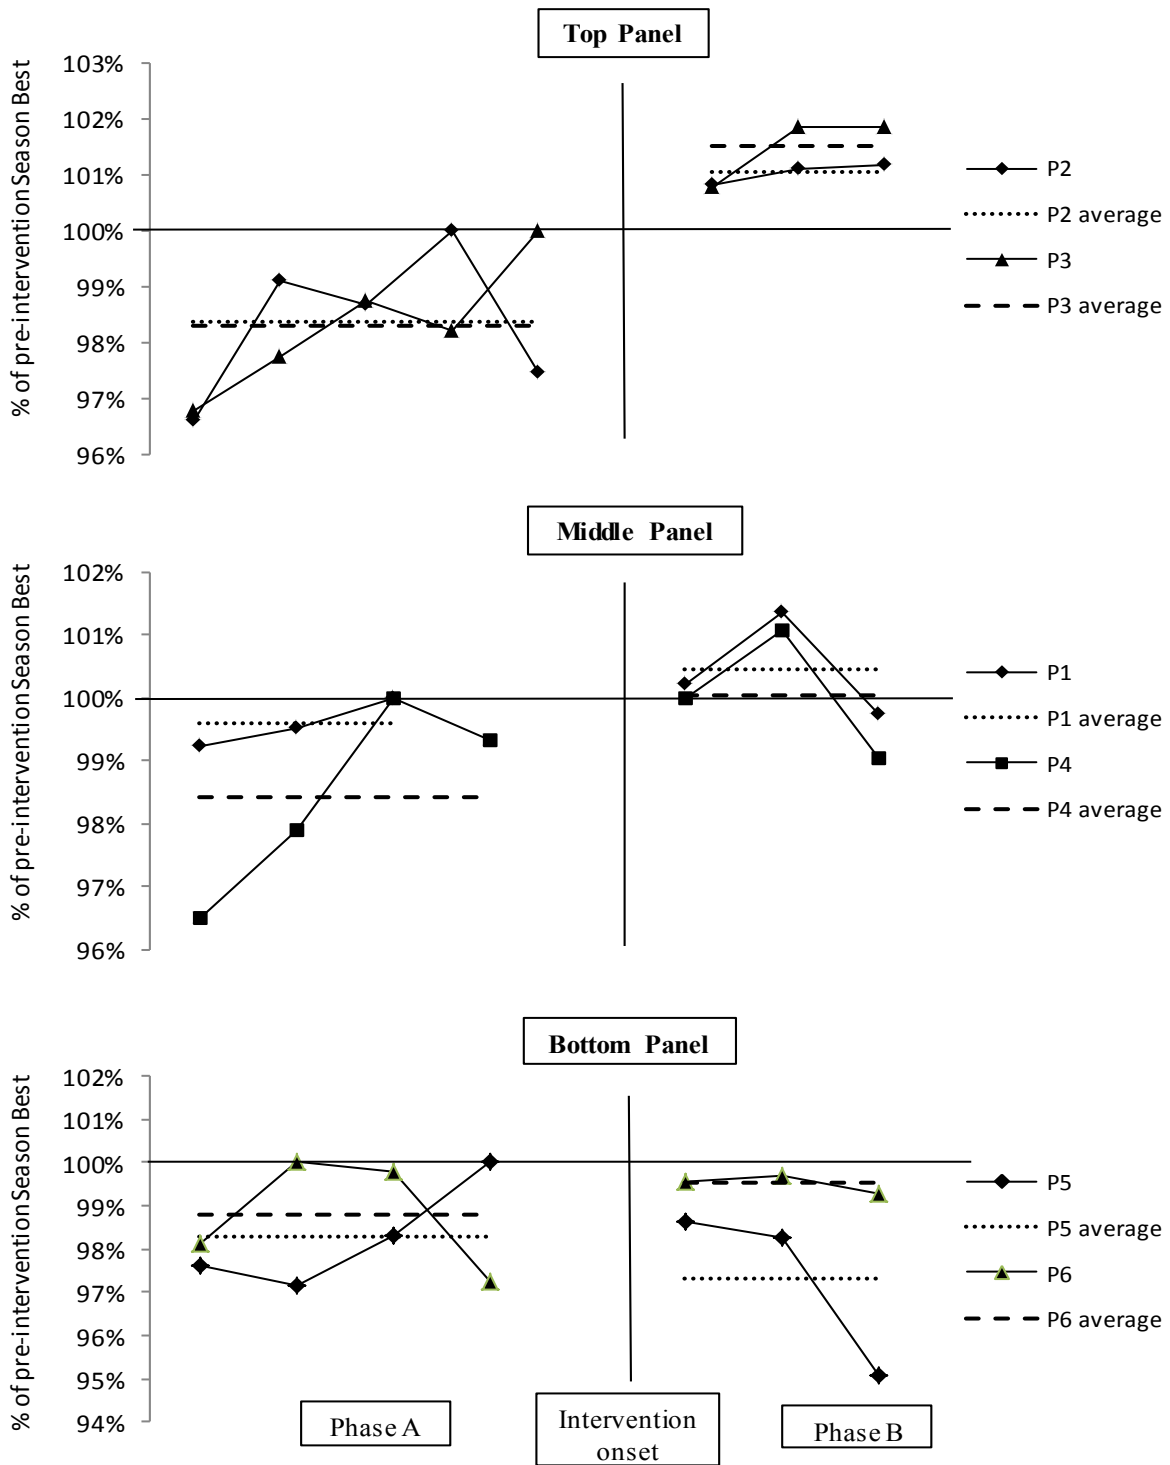 Top Panel
% of pre-intervention Season Best
103%
102%
101%
100%
99%
98%
97%
96%
P2
P2 average
P3
P3 average
Middle Panel
% of pre-intervention Season Best
102%
101%
100%
99%
98%
97%
96%
P1
P1 average
P4
P4 average
Bottom Panel
% of pre-intervention Season Best
102%
101%
100%
99%
98%
97%
96%
95%
94%
P5
P5 average
P6
P6 average
Phase A
Intervention
onset
Phase B